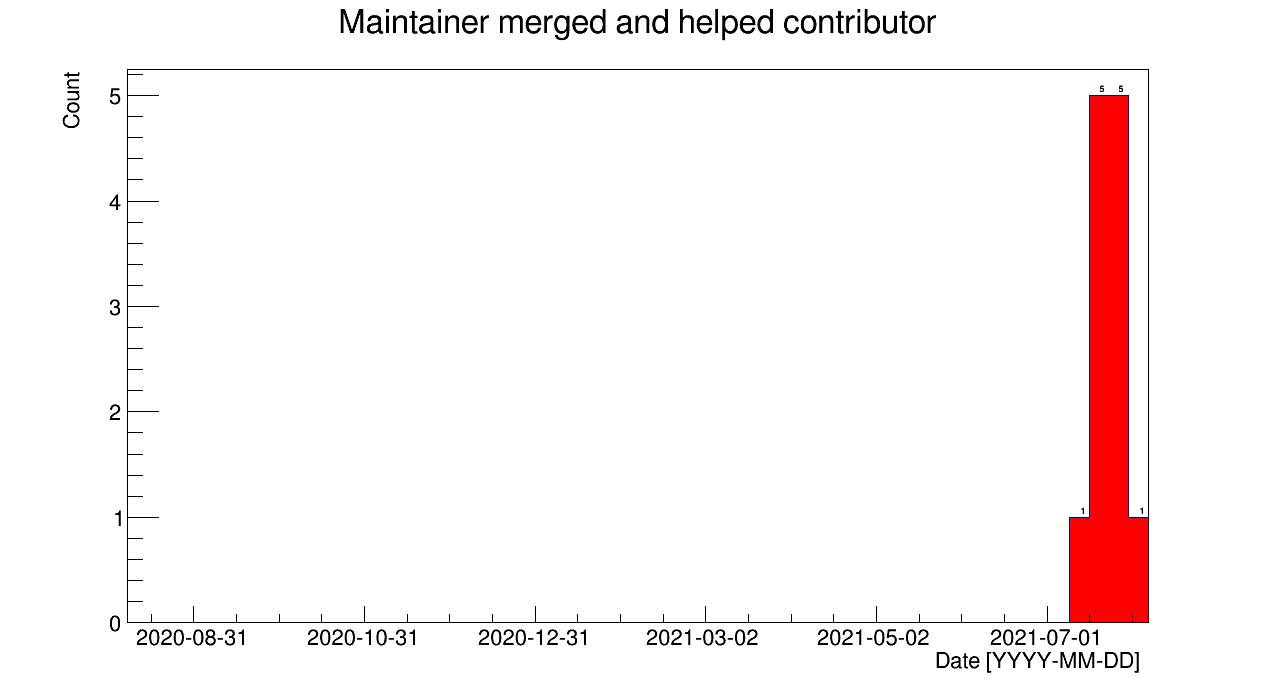 Maintainer merged and helped contributor
Count
5
4
3
2
1
0
5 5
1 1
2020-08-31 2020-10-31 2020-12-31 2021-03-02 2021-05-02 2021-07-01
Date [YYYY-MM-DD]